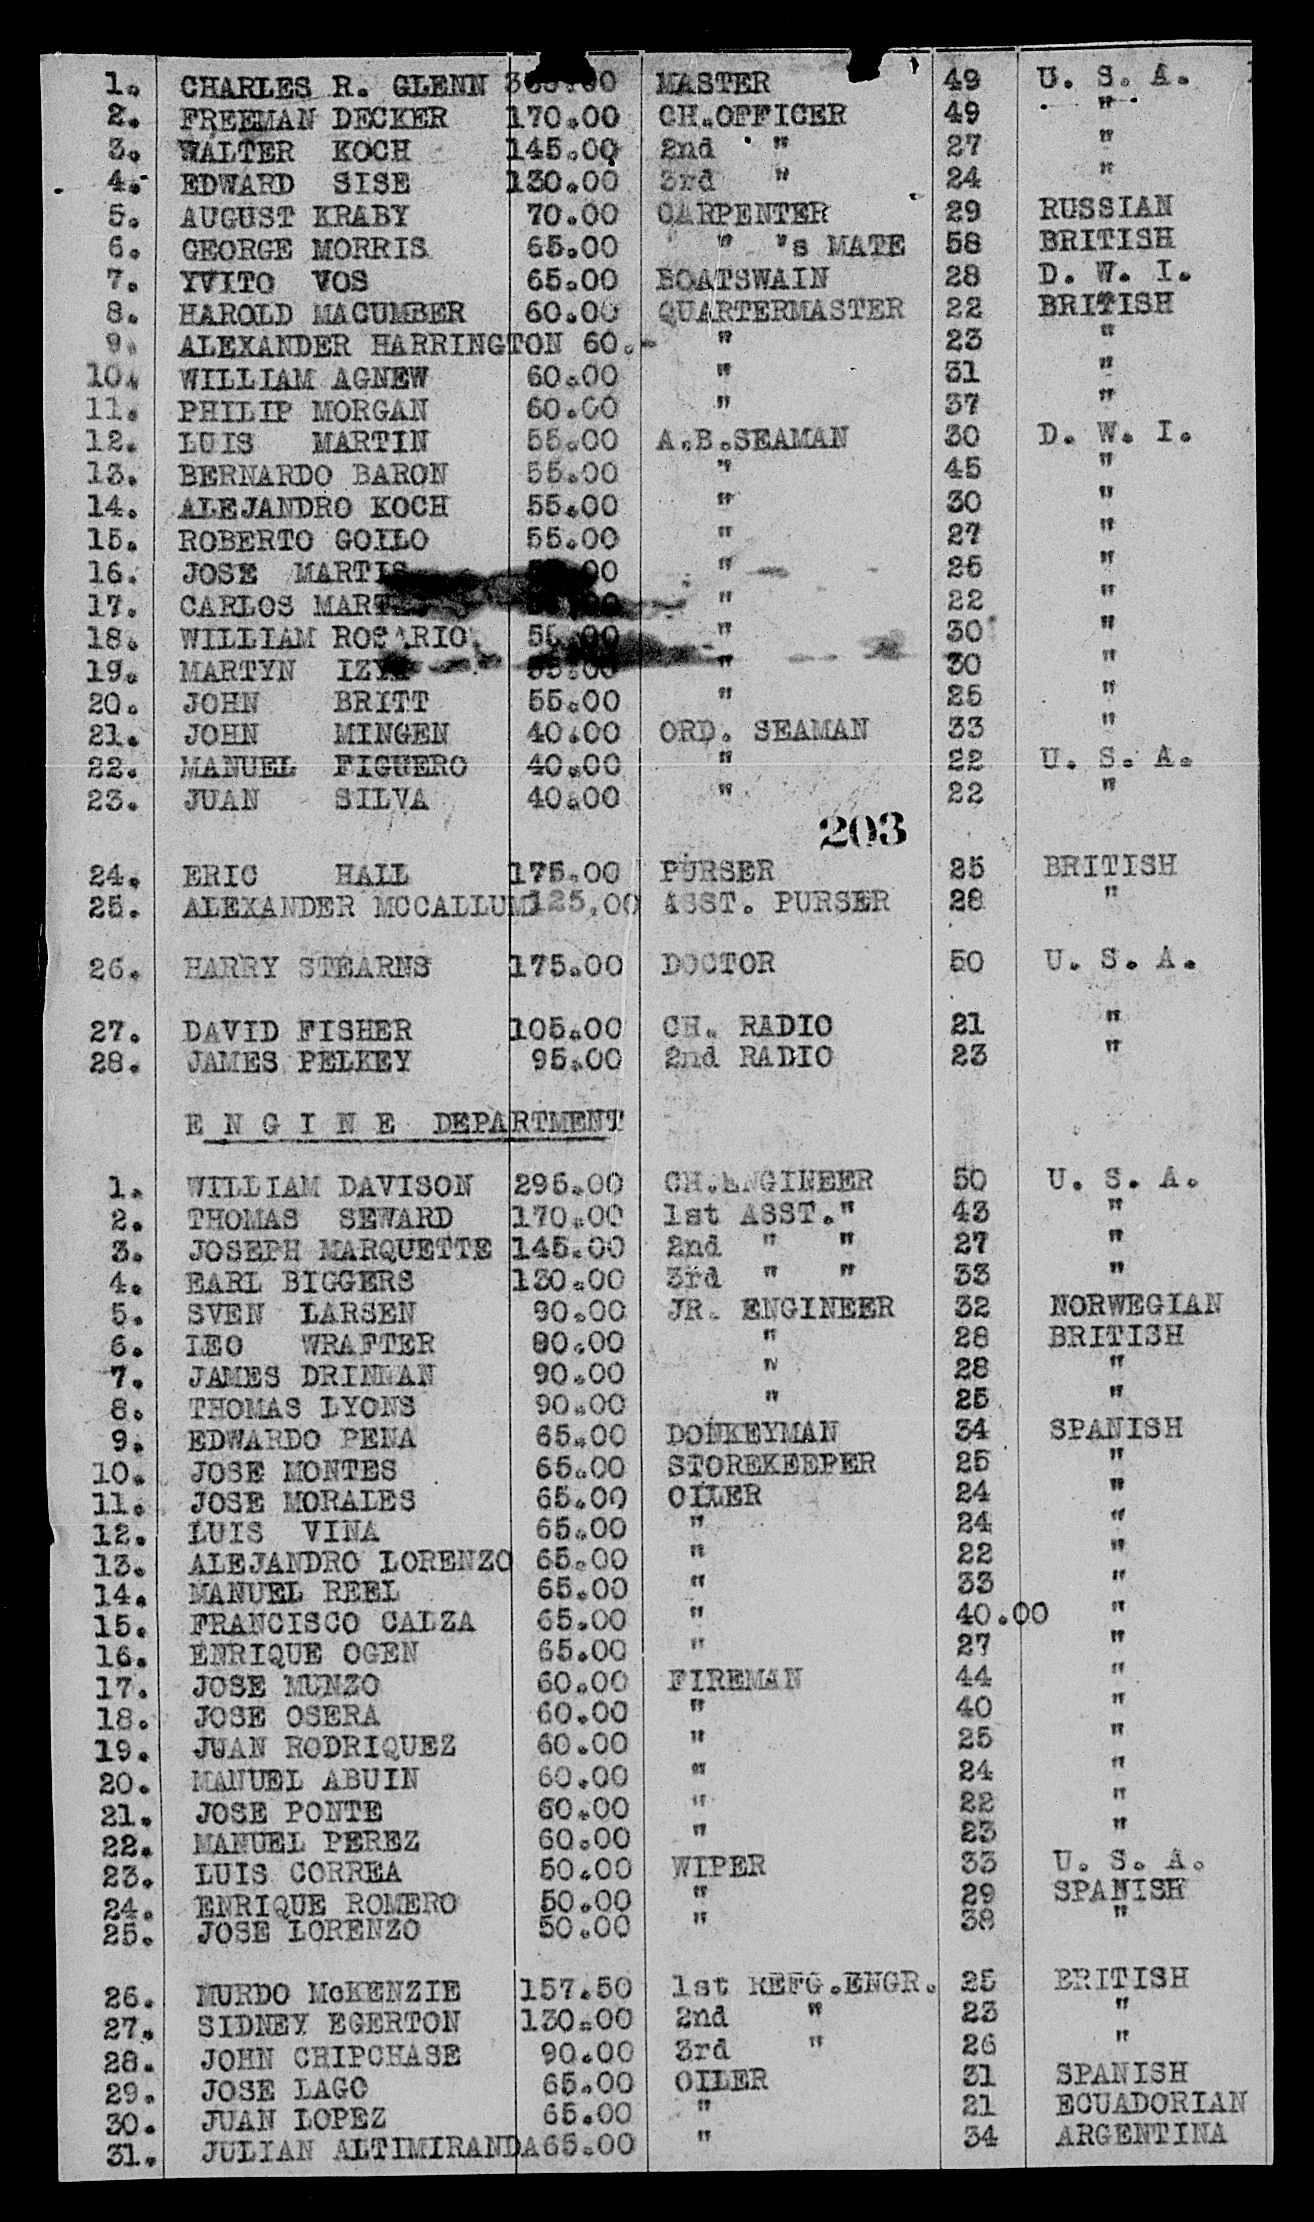 1. CHARLES R. GLENN MASTER 49 U. S. A.
2. FREEMAN DECKER 170.00 CH.OFFICER 49 "
3. WALTER KOCH 145.00 2nd " 27 "
4. EDWARD SISE 130.00 3rd " 24 "
5. AUGUST KRABY 70.00 CARPENTER 29 RUSSIAN
6. GEORGE MORRIS 65.00 " "s MATE 58 BRITISH
7. YVITO VOS 65.00 BOATSWAIN 28 D. W. I.
8. HAROLD MACUMBER 60.00 QUARTERMASTER 22 BRITISH
9. ALEXANDER HARRINGTON 60.- " 23 "
10. WILLIAM AGNEW 60.00 " 31 "
11. PHILIP MORGAN 60.00 " 37 "
12. LUIS MARTIN 55.00 A.B.SEAMAN 30 D. W. I.
13. BERNARDO BARON 55.00 " 45 "
14. ALEJANDRO KOCH 55.00 " 30 "
15. ROBERTO GOILO 55.00 " 27 "
16. JOSE MARTIS " 25 "
17. CARLOS " 22 "
18. WILLIAM ROSARIO 55.00 " 30 "
19. MARTYN 55.00 " 30 "
20. JOHN BRITT 55.00 " 25 "
21. JOHN MINGEN 40.00 ORD. SEAMAN 33 "
22. MANUEL FIGUERO 40.00 " 22 U. S. A.
23. JUAN SILVA 40.00 " 22 "
203
24. ERIC HALL 175.00 PURSER 25 BRITISH
25. ALEXANDER MCCALLUM 125.00 ASST. PURSER 28 "
26. HARRY STEARNS 175.00 DOCTOR 50 U. S. A.
27. DAVID FISHER 105.00 CH. RADIO 21 "
28. JAMES PELKEY 95.00 2nd RADIO 23 "
E N G I N E DEPARTMENT
1. WILLIAM DAVISON 295.00 CH.ENGINEER 50 U. S. A.
2. THOMAS SEWARD 170.00 1st ASST." 43 "
3. JOSEPH MARQUETTE 145.00 2nd " " 27 "
4. EARL BIGGERS 130.00 3rd " " 33 "
5. SVEN LARSEN 90.00 JR. ENGINEER 32 NORWEGIAN
6. LEO WRAFTER 90.00 " 28 BRITISH
7. JAMES DRINNAN 90.00 " 28 "
8. THOMAS LYONS 90.00 " 25 "
9. EDWARDO PENA 65.00 DONKEYMAN 34 SPANISH
10. JOSE MONTES 65.00 STOREKEEPER 25 "
11. JOSE MORALES 65.00 OILER 24 "
12. LUIS VINA 65.00 " 24 "
13. ALEJANDRO LORENZO 65.00 " 22 "
14. MANUEL REEL 65.00 " 33 "
15. FRANCISCO CALZA 65.00 " 40.00 "
16. ENRIQUE OGEN 65.00 " 27 "
17. JOSE MUNZO 60.00 FIREMAN 44 "
18. JOSE OSERA 60.00 " 40 "
19. JUAN RODRIQUEZ 60.00 " 25 "
20. MANUEL ABUIN 60.00 " 24 "
21. JOSE PONTE 60.00 " 22 "
22. MANUEL PEREZ 60.00 " 23 "
23. LUIS CORREA 50.00 WIPER 33 U. S. A.
24. ENRIQUE ROMERO 50.00 " 29 SPANISH
25. JOSE LORENZO 50.00 " 38 "
26. MURDO McKENZIE 157.50 1st REFG.ENGR. 25 BRITISH
27. SIDNEY EGERTON 130.00 2nd " 23 "
28. JOHN CHIPCHASE 90.00 3rd " 26 "
29. JOSE LAGO 65.00 OILER 31 SPANISH
30. JUAN LOPEZ 65.00 " 21 ECUADORIAN
31. JULIAN ALTIMIRANDA 65.00 " 34 ARGENTINA